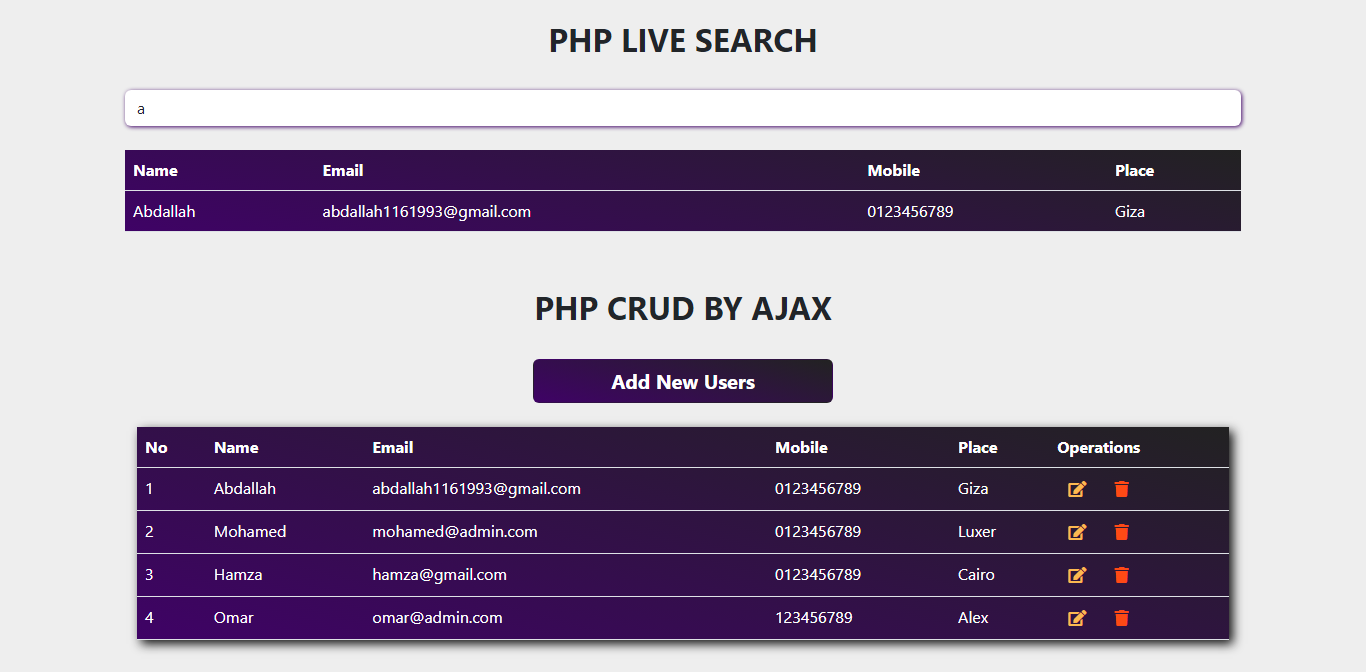 PHP LIVE SEARCH
a
Name Email Mobile Place
Abdallah abdallah1161993@gmail.com 0123456789 Giza
PHP CRUD BY AJAX
Add New Users
No Name Email Mobile Place Operations
1 Abdallah abdallah1161993@gmail.com 0123456789 Giza
2 Mohamed mohamed@admin.com 0123456789 Luxer
3 Hamza hamza@gmail.com 0123456789 Cairo
4 Omar omar@admin.com 123456789 Alex